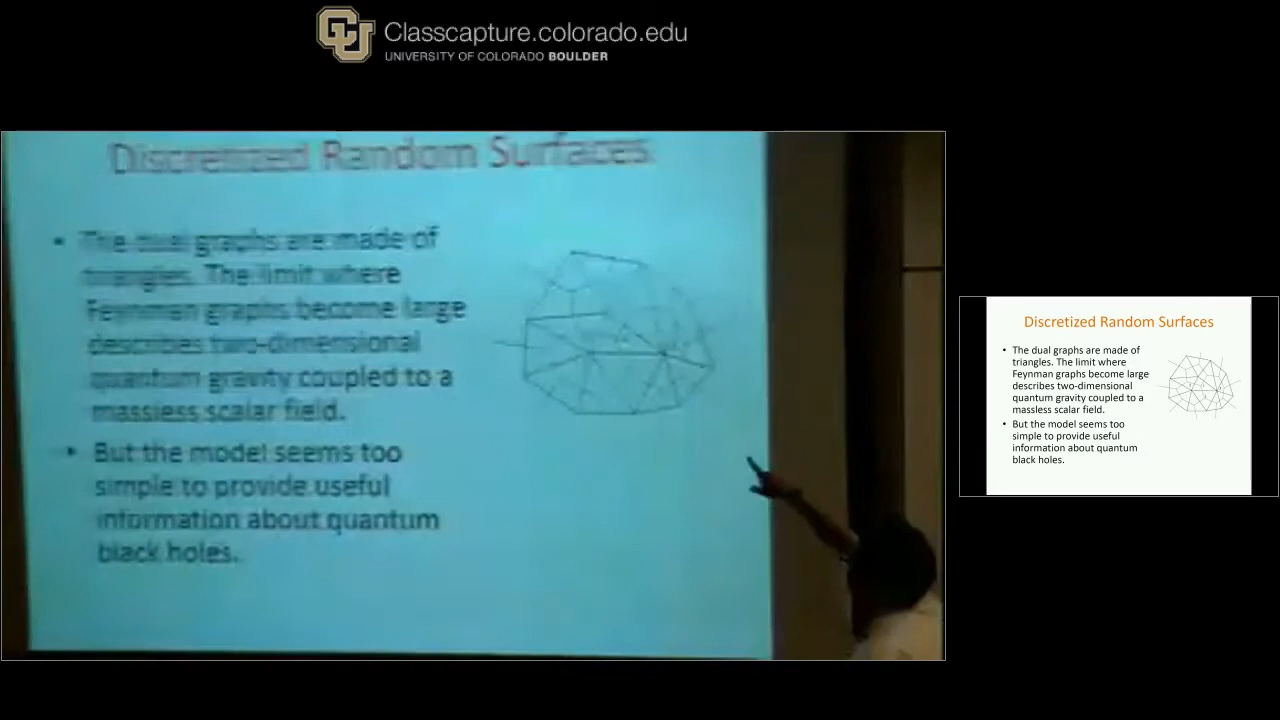 CU
Classcapture.colorado.edu
UNIVERSITY OF COLORADO BOULDER
Discretized Random Surfaces
• The dual graphs are made of
triangles. The limit where
Feynman graphs become large
describes two-dimensional
quantum gravity coupled to a
massless scalar field.
• But the model seems too
simple to provide useful
information about quantum
black holes.
Discretized Random Surfaces
• The dual graphs are made of
triangles. The limit where
Feynman graphs become large
describes two-dimensional
quantum gravity coupled to a
massless scalar field.
• But the model seems too
simple to provide useful
information about quantum
black holes.